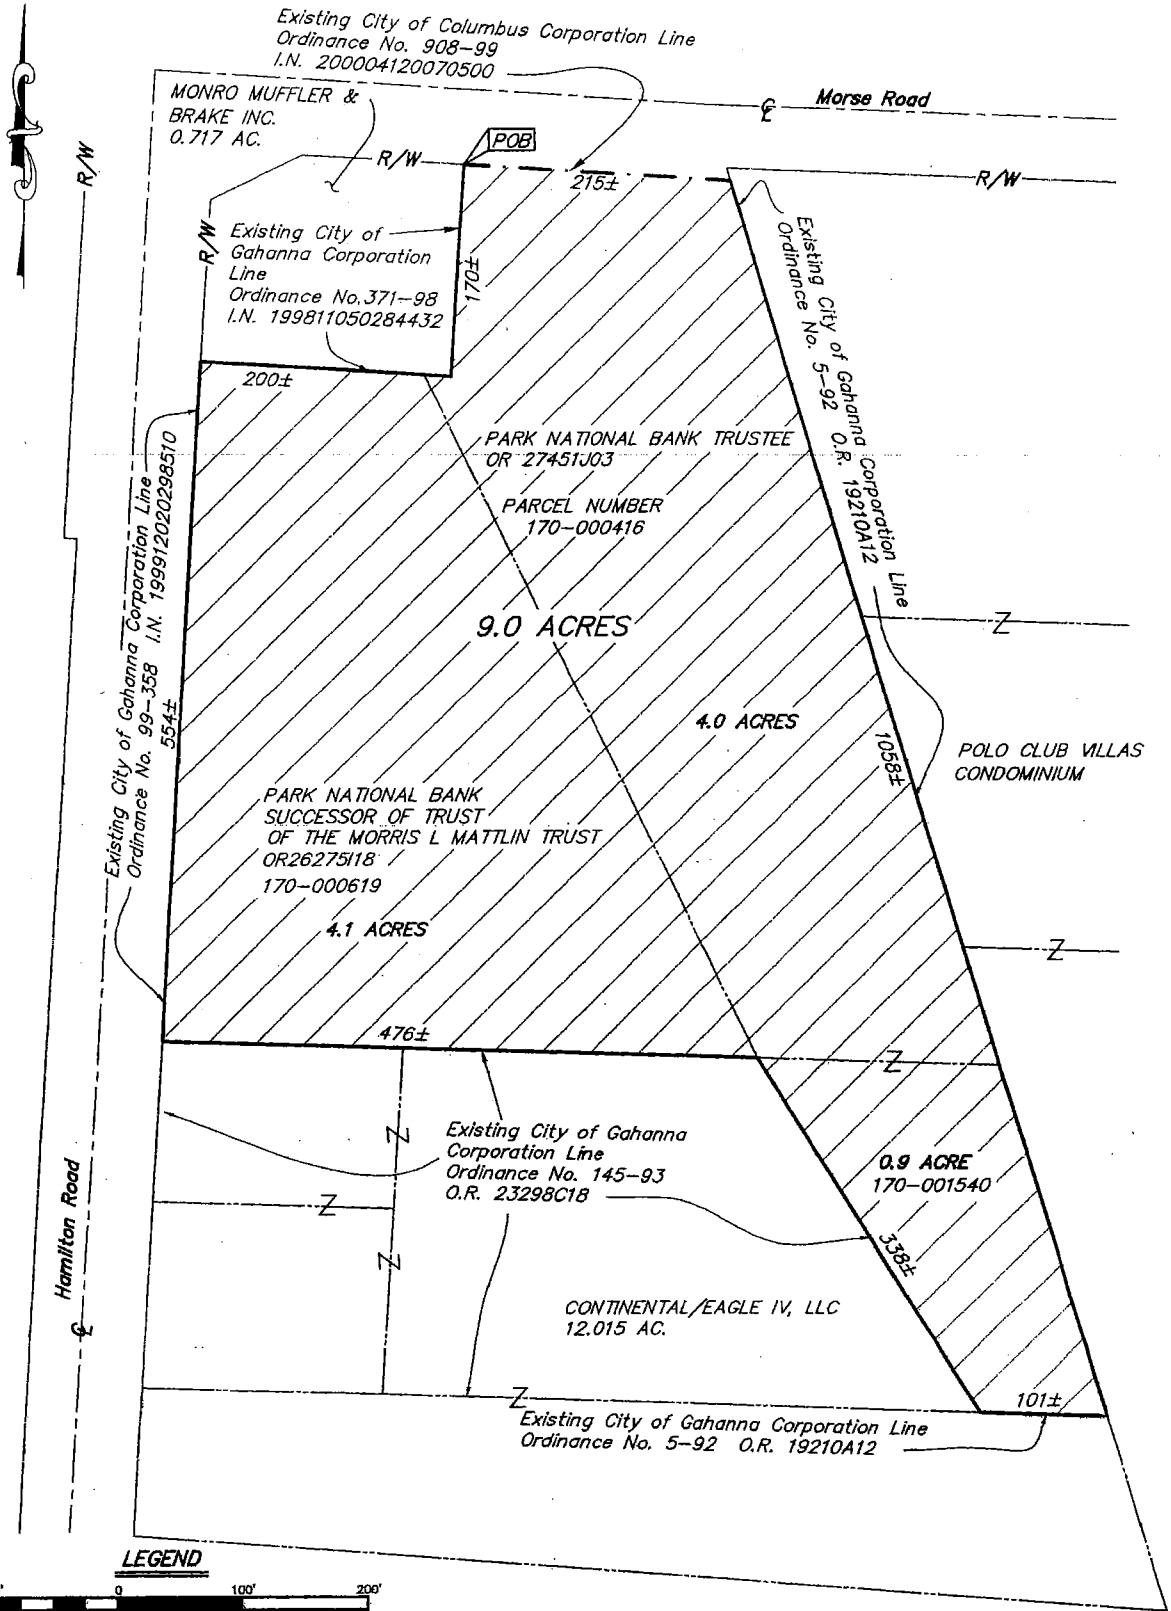 Existing City of Columbus Corporation Line
Ordinance No. 908-99
I.N. 200004120070500
MONRO MUFFLER &
BRAKE INC.
0.717 AC.
℄ Morse Road
R/W
R/W
POB
R/W
215±
R/W
Existing City of
Gahanna Corporation
Line
Ordinance No.371-98
I.N. 199811050284432
170±
200±
Existing City of Gahanna Corporation Line
Ordinance No. 5-92 O.R. 19210A12
PARK NATIONAL BANK TRUSTEE
OR 27451J03
PARCEL NUMBER
170-000416
Existing City of Gahanna Corporation Line
Ordinance No. 99-358 I.N. 199912020298510
554±
9.0 ACRES
Z
4.0 ACRES
1058±
POLO CLUB VILLAS
CONDOMINIUM
PARK NATIONAL BANK
SUCCESSOR OF TRUST
OF THE MORRIS L MATTLIN TRUST
OR26275I18
170-000619
4.1 ACRES
Z
476±
Z
Existing City of Gahanna
Corporation Line
Ordinance No. 145-93
O.R. 23298C18
Z
0.9 ACRE
170-001540
Z
Z
338±
Hamilton Road
℄
CONTINENTAL/EAGLE IV, LLC
12.015 AC.
Z
101±
Existing City of Gahanna Corporation Line
Ordinance No. 5-92 O.R. 19210A12
LEGEND
0 100' 200'